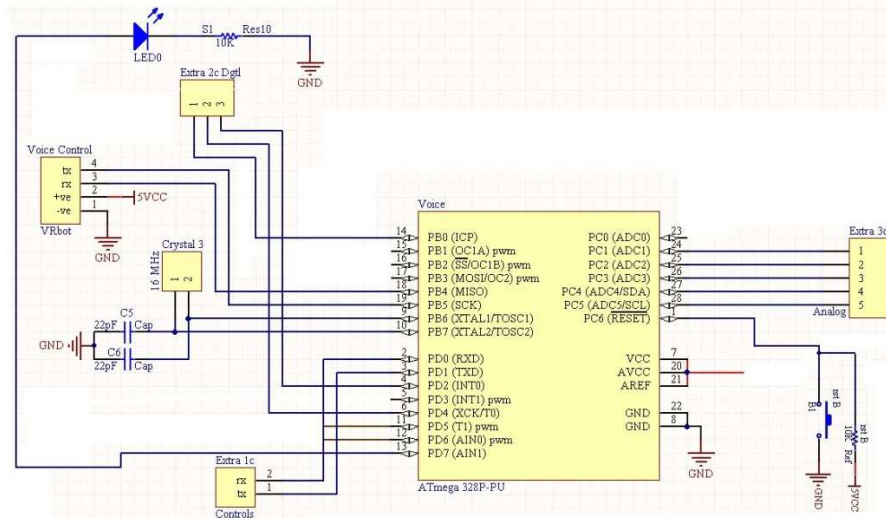 LED0
S1
10K
Res10
GND
Extra 2c Dgtl
1
2
3
Voice Control
tx 4
rx 3
+ve 2
-ve 1
VRbot
5VCC
GND
Crystal 3
16 MHz
1
2
C5
22pF Cap
GND
C6
22pF Cap
Voice
14 PB0 (ICP)
15 PB1 (OC1A) pwm
16 PB2 (SS/OC1B) pwm
17 PB3 (MOSI/OC2) pwm
18 PB4 (MISO)
19 PB5 (SCK)
9 PB6 (XTAL1/TOSC1)
10 PB7 (XTAL2/TOSC2)
2 PD0 (RXD)
3 PD1 (TXD)
4 PD2 (INT0)
5 PD3 (INT1) pwm
6 PD4 (XCK/T0)
11 PD5 (T1) pwm
12 PD6 (AIN0) pwm
13 PD7 (AIN1)
PC0 (ADC0) 23
PC1 (ADC1) 24
PC2 (ADC2) 25
PC3 (ADC3) 26
PC4 (ADC4/SDA) 27
PC5 (ADC5/SCL) 28
PC6 (RESET) 1
VCC 7
AVCC 20
AREF 21
GND 22
GND 8
ATmega 328P-PU
GND
Extra 3c
1
2
3
4
5
Analog
rst B
B1
GND
rst B
10K
Ref
5VCC
Extra 1c
rx 2
tx 1
Controls